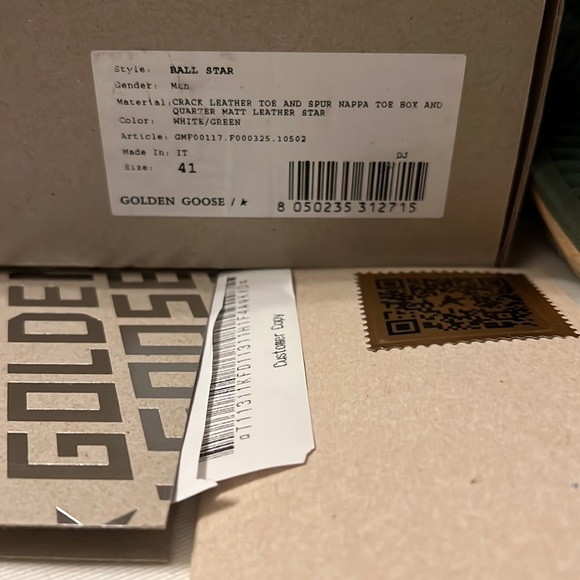 Style: BALL STAR
Gender: Man
Material: CRACK LEATHER TOE AND SPUR NAPPA TOE BOX AND
QUARTER MATT LEATHER STAR
Color: WHITE/GREEN
Article: GMF00117.F000325.10502
Made In: IT
Size: 41
DJ
GOLDEN GOOSE / ★
8 050235 312715
GOLDEN
GOOSE
Customer Copy